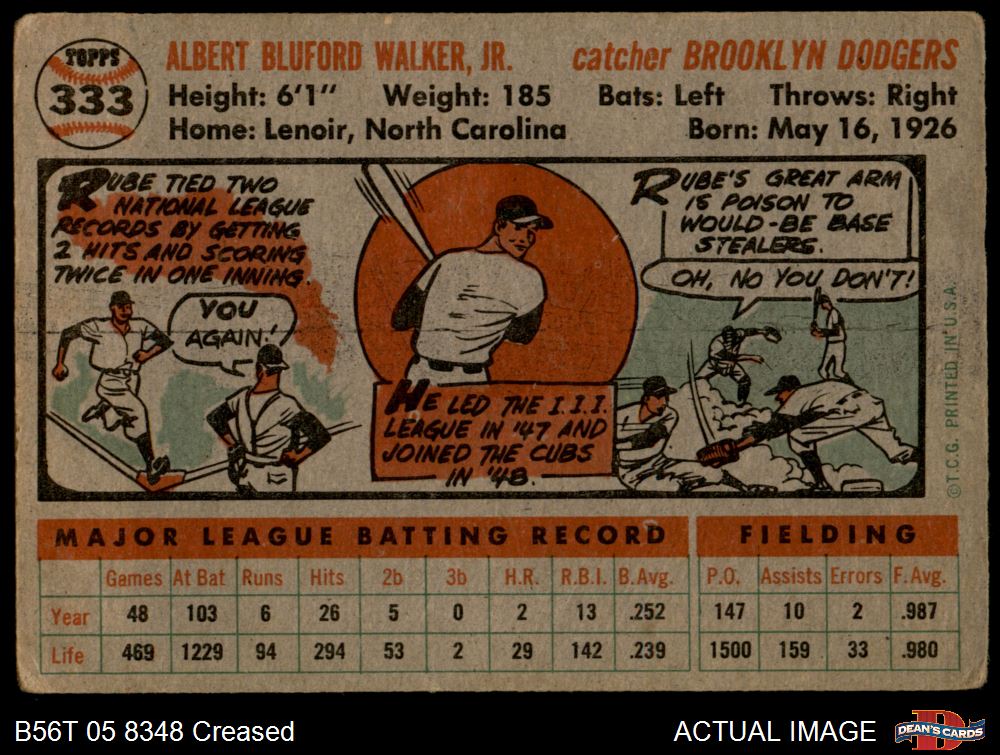 TOPPS
333
ALBERT BLUFORD WALKER, JR. catcher BROOKLYN DODGERS
Height: 6'1" Weight: 185 Bats: Left Throws: Right
Home: Lenoir, North Carolina Born: May 16, 1926
RUBE TIED TWO
NATIONAL LEAGUE
RECORDS BY GETTING
2 HITS AND SCORING
TWICE IN ONE INNING.
YOU
AGAIN!
HE LED THE I.I.I.
LEAGUE IN '47 AND
JOINED THE CUBS
IN '48.
RUBE'S GREAT ARM
IS POISON TO
WOULD-BE BASE
STEALERS.
OH, NO YOU DON'T!
©T.C.G. PRINTED IN U.S.A.
MAJOR LEAGUE BATTING RECORD FIELDING
Games At Bat Runs Hits 2b 3b H.R. R.B.I. B.Avg. P.O. Assists Errors F.Avg.
Year 48 103 6 26 5 0 2 13 .252 147 10 2 .987
Life 469 1229 94 294 53 2 29 142 .239 1500 159 33 .980
B56T 05 8348 Creased ACTUAL IMAGE
D
DEAN'S CARDS